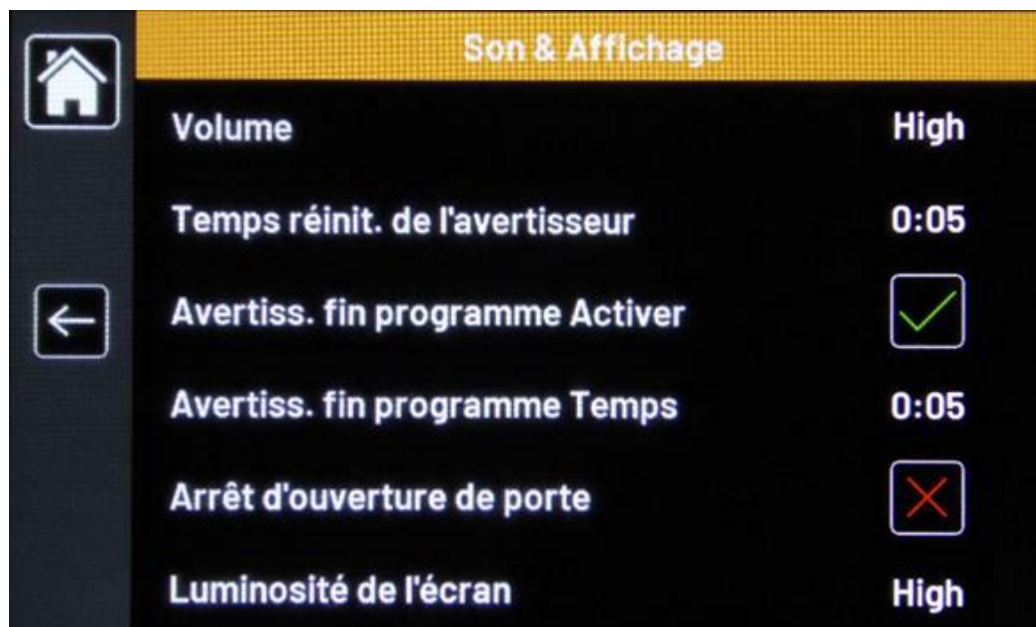 Son & Affichage
Volume High
Temps réinit. de l'avertisseur 0:05
Avertiss. fin programme Activer
Avertiss. fin programme Temps 0:05
Arrêt d'ouverture de porte
Luminosité de l'écran High